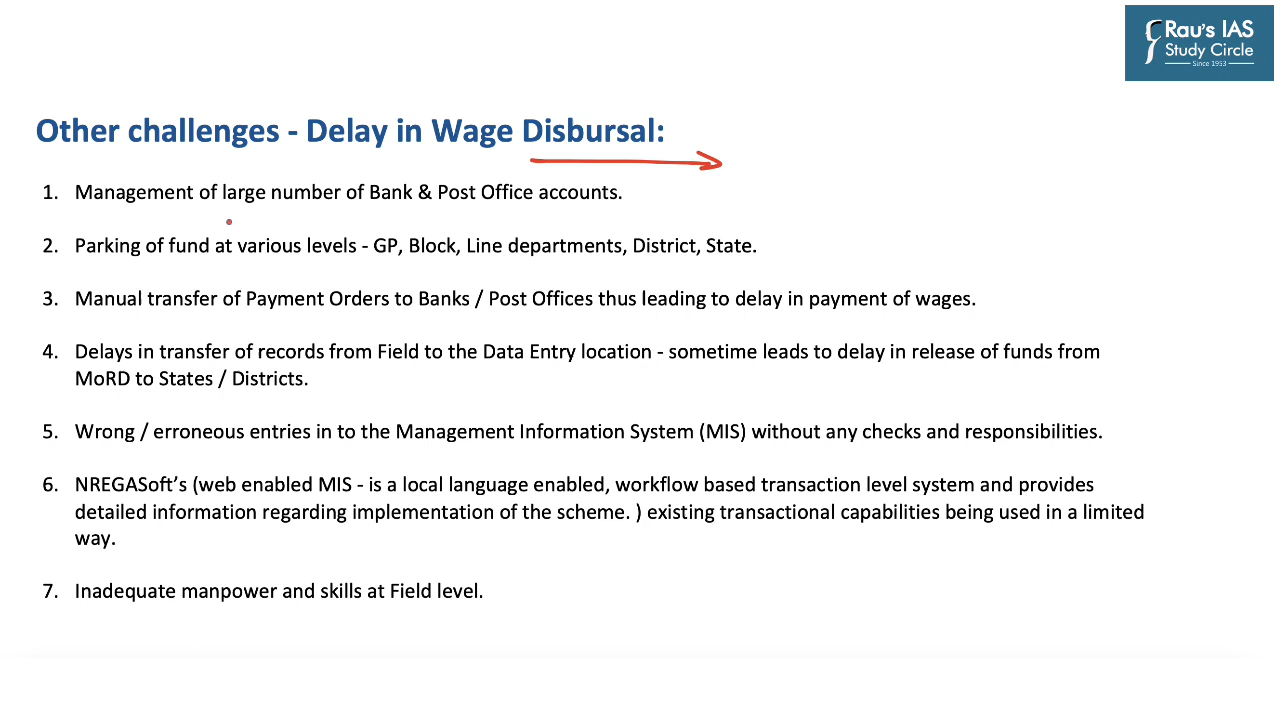 Rau's IAS
Study Circle
Since 1953
Other challenges - Delay in Wage Disbursal:
1. Management of large number of Bank & Post Office accounts.
2. Parking of fund at various levels - GP, Block, Line departments, District, State.
3. Manual transfer of Payment Orders to Banks / Post Offices thus leading to delay in payment of wages.
4. Delays in transfer of records from Field to the Data Entry location - sometime leads to delay in release of funds from
MoRD to States / Districts.
5. Wrong / erroneous entries in to the Management Information System (MIS) without any checks and responsibilities.
6. NREGASoft’s (web enabled MIS - is a local language enabled, workflow based transaction level system and provides
detailed information regarding implementation of the scheme. ) existing transactional capabilities being used in a limited
way.
7. Inadequate manpower and skills at Field level.